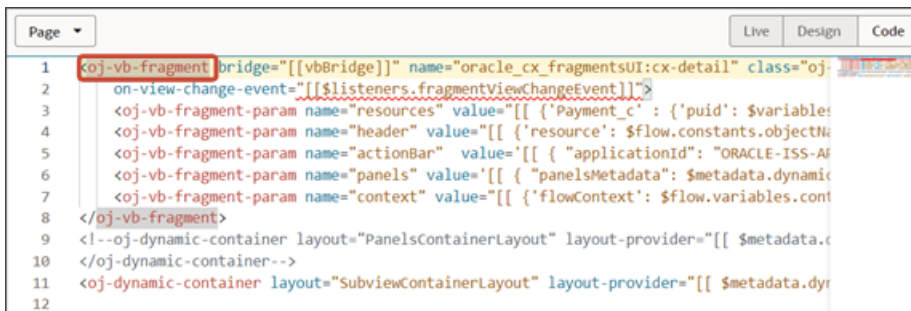 Page Live Design Code
1 <oj-vb-fragment bridge="[[vbBridge]]" name="oracle_cx_fragmentsUI:cx-detail" class="oj-
2 on-view-change-event="[[$listeners.fragmentViewChangeEvent]]">
3 <oj-vb-fragment-param name="resources" value="[[ {'Payment_c' : {'puid': $variables
4 <oj-vb-fragment-param name="header" value="[[ {'resource': $flow.constants.objectNa
5 <oj-vb-fragment-param name="actionBar" value='[[ { "applicationId": "ORACLE-ISS-AP
6 <oj-vb-fragment-param name="panels" value='[[ { "panelsMetadata": $metadata.dynamic
7 <oj-vb-fragment-param name="context" value="[[ {'flowContext': $flow.variables.cont
8 </oj-vb-fragment>
9 <!--oj-dynamic-container layout="PanelsContainerLayout" layout-provider="[[ $metadata.d
10 </oj-dynamic-container-->
11 <oj-dynamic-container layout="SubviewContainerLayout" layout-provider="[[ $metadata.dyn
12